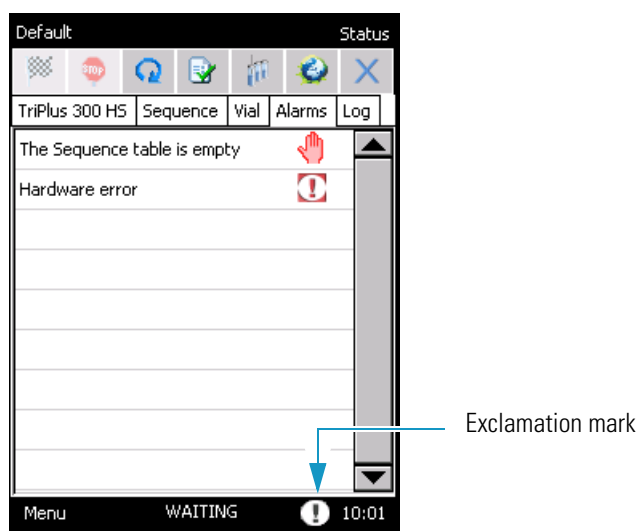 Default Status
STOP
TriPlus 300 HS Sequence Vial Alarms Log
The Sequence table is empty
Hardware error
Exclamation mark
Menu WAITING 10:01